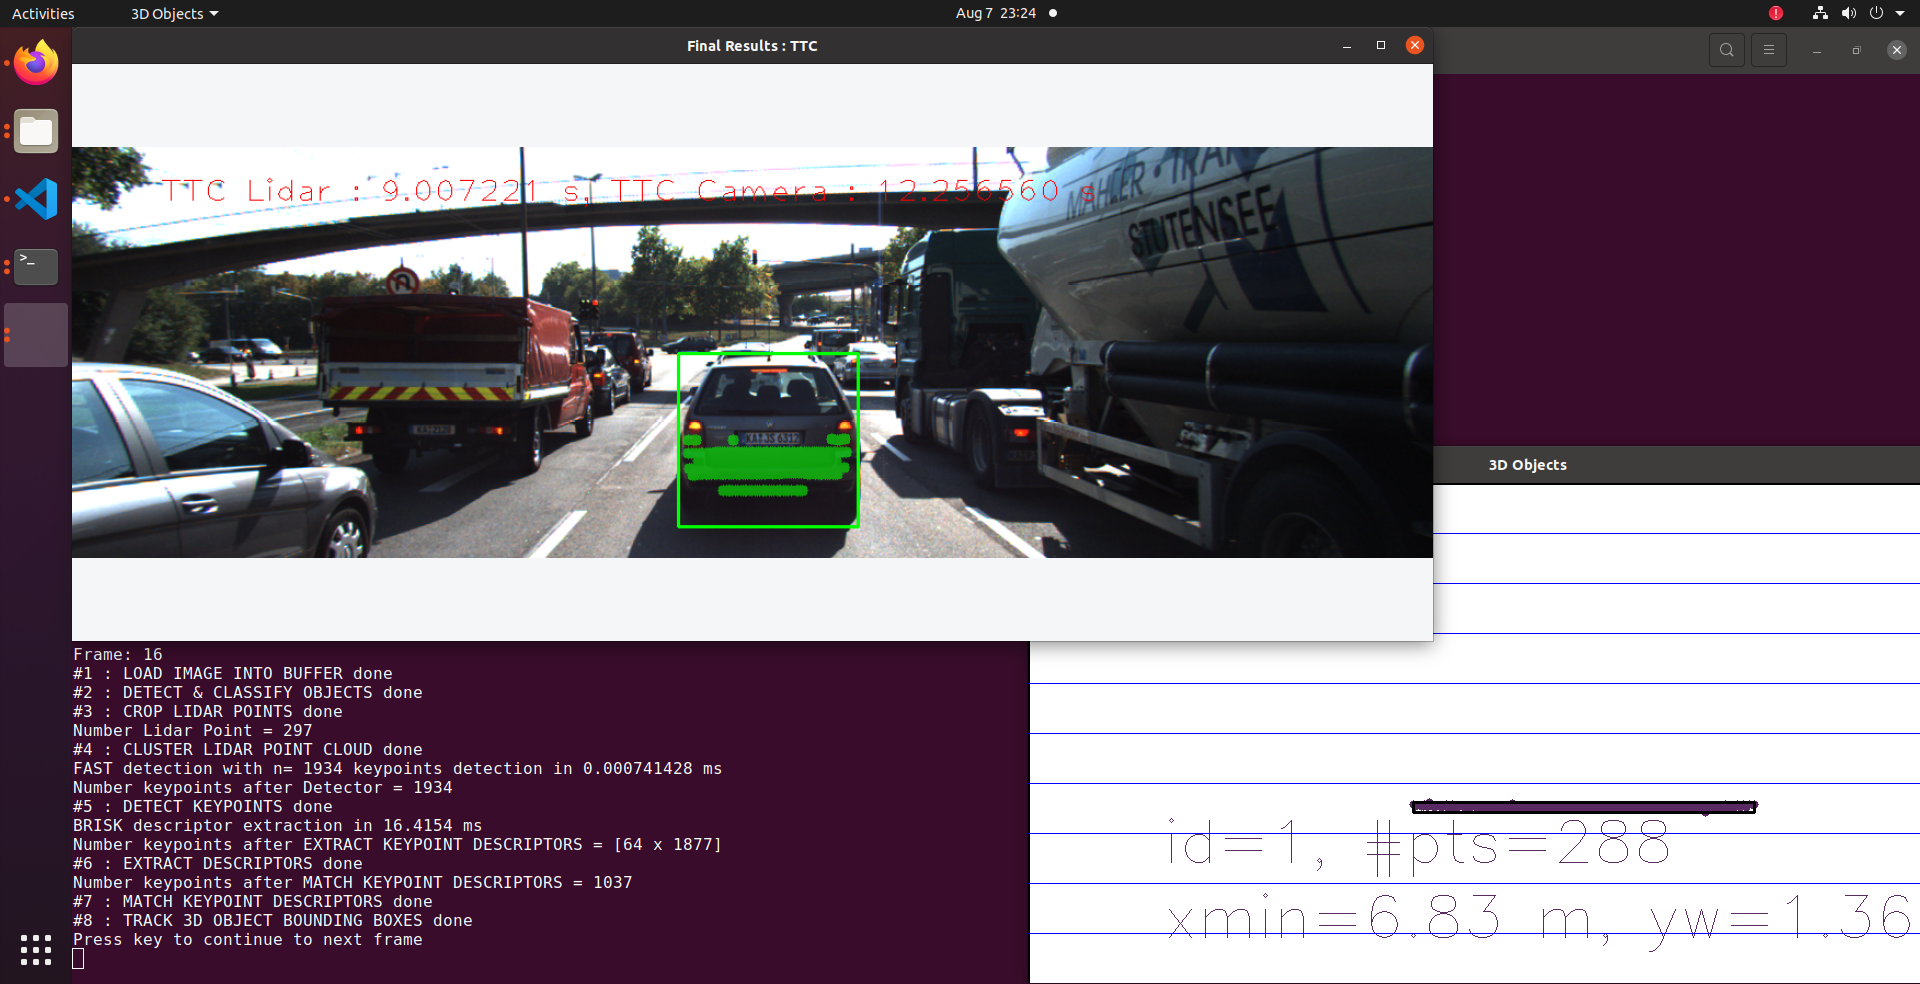 Activities
3D Objects
Aug 7 23:24
Final Results : TTC
TTC Lidar : 9.007221 s, TTC Camera : 12.256560 s
MAHLER · TRAN
STUTENSEE
KA JS 6312
3D Objects
Frame: 16
#1 : LOAD IMAGE INTO BUFFER done
#2 : DETECT & CLASSIFY OBJECTS done
#3 : CROP LIDAR POINTS done
Number Lidar Point = 297
#4 : CLUSTER LIDAR POINT CLOUD done
FAST detection with n= 1934 keypoints detection in 0.000741428 ms
Number keypoints after Detector = 1934
#5 : DETECT KEYPOINTS done
BRISK descriptor extraction in 16.4154 ms
Number keypoints after EXTRACT KEYPOINT DESCRIPTORS = [64 x 1877]
#6 : EXTRACT DESCRIPTORS done
Number keypoints after MATCH KEYPOINT DESCRIPTORS = 1037
#7 : MATCH KEYPOINT DESCRIPTORS done
#8 : TRACK 3D OBJECT BOUNDING BOXES done
Press key to continue to next frame
id=1, #pts=288
xmin=6.83 m, yw=1.36